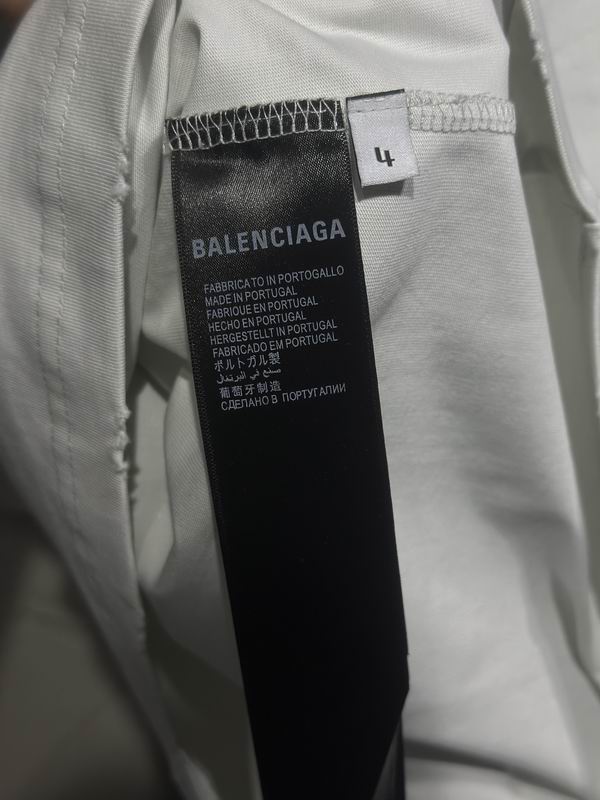 4
BALENCIAGA
FABBRICATO IN PORTOGALLO
MADE IN PORTUGAL
FABRIQUE EN PORTUGAL
HECHO EN PORTUGAL
HERGESTELLT IN PORTUGAL
FABRICADO EM PORTUGAL
ポルトガル製
صنع في البرتغال
葡萄牙制造
СДЕЛАНО В ПОРТУГАЛИИ